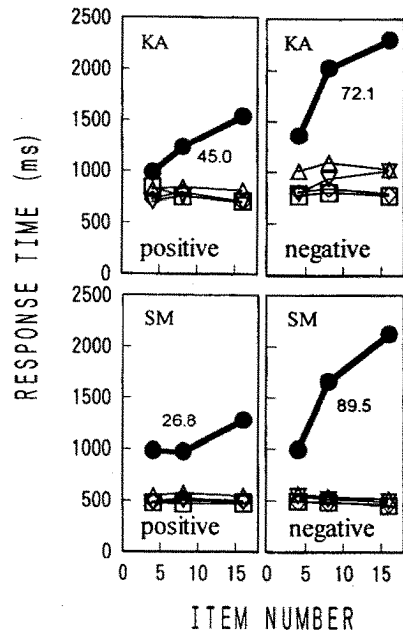 RESPONSE TIME (ms)
2500
2000
1500
1000
500
0
KA
45.0
positive
KA
72.1
negative
2500
2000
1500
1000
500
0
SM
26.8
positive
SM
89.5
negative
0 5 10 15
0 5 10 15
ITEM NUMBER